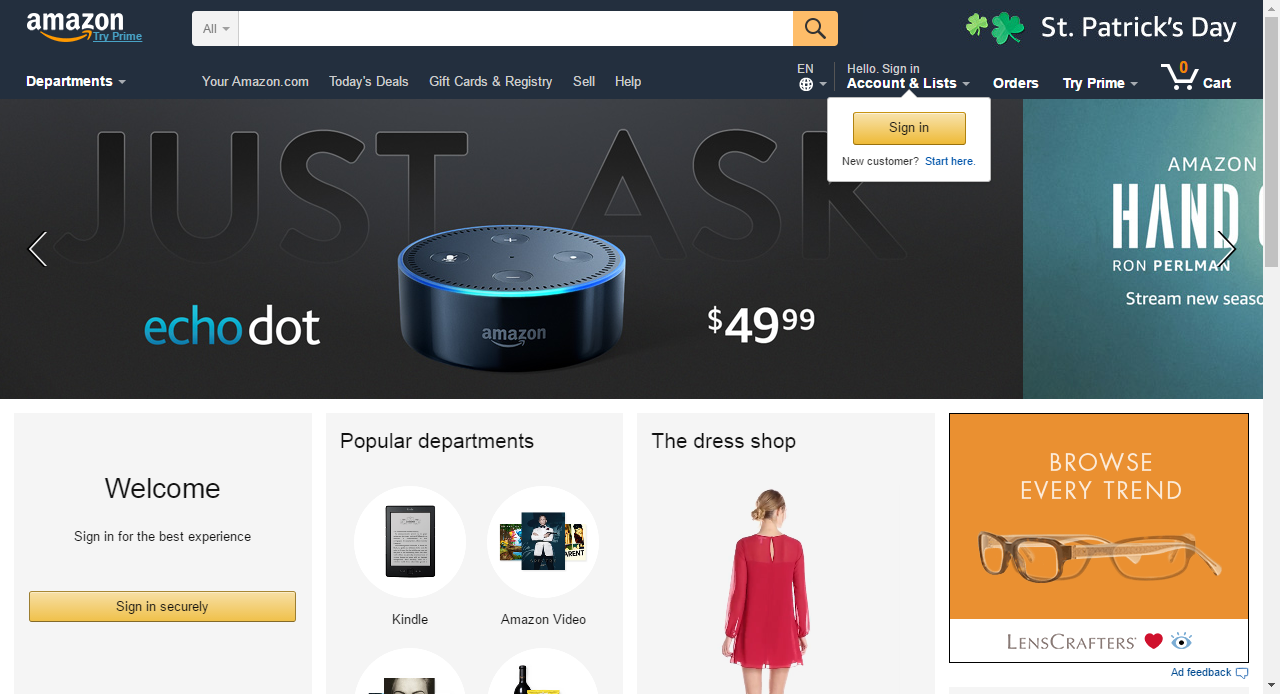 amazon
Try Prime
All
St. Patrick's Day
Departments
Your Amazon.com
Today's Deals
Gift Cards & Registry
Sell
Help
EN
Hello. Sign in
Account & Lists
Orders
Try Prime
0
Cart
Sign in
New customer? Start here.
JUST ASK
echo dot
amazon
$49.99
AMAZON
HAND
RON PERLMAN
Stream new seaso
Welcome
Sign in for the best experience
Sign in securely
Popular departments
Kindle
Amazon Video
The dress shop
BROWSE
EVERY TREND
LENSCRAFTERS
Ad feedback